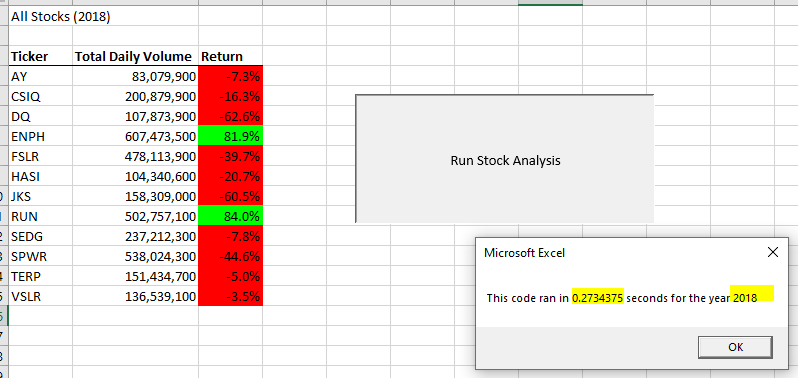 All Stocks (2018)
Ticker Total Daily Volume Return
AY 83,079,900 -7.3%
CSIQ 200,879,900 -16.3%
DQ 107,873,900 -62.6%
ENPH 607,473,500 81.9%
FSLR 478,113,900 -39.7%
HASI 104,340,600 -20.7%
JKS 158,309,000 -60.5%
RUN 502,757,100 84.0%
SEDG 237,212,300 -7.8%
SPWR 538,024,300 -44.6%
TERP 151,434,700 -5.0%
VSLR 136,539,100 -3.5%
Run Stock Analysis
Microsoft Excel
This code ran in 0.2734375 seconds for the year 2018
OK